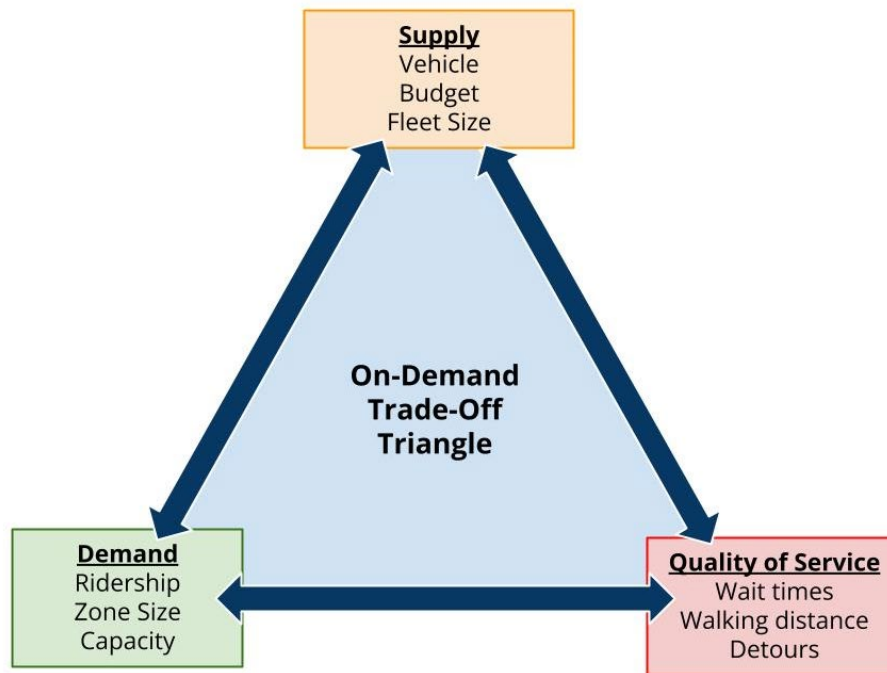 Supply
Vehicle
Budget
Fleet Size
On-Demand
Trade-Off
Triangle
Demand
Ridership
Zone Size
Capacity
Quality of Service
Wait times
Walking distance
Detours